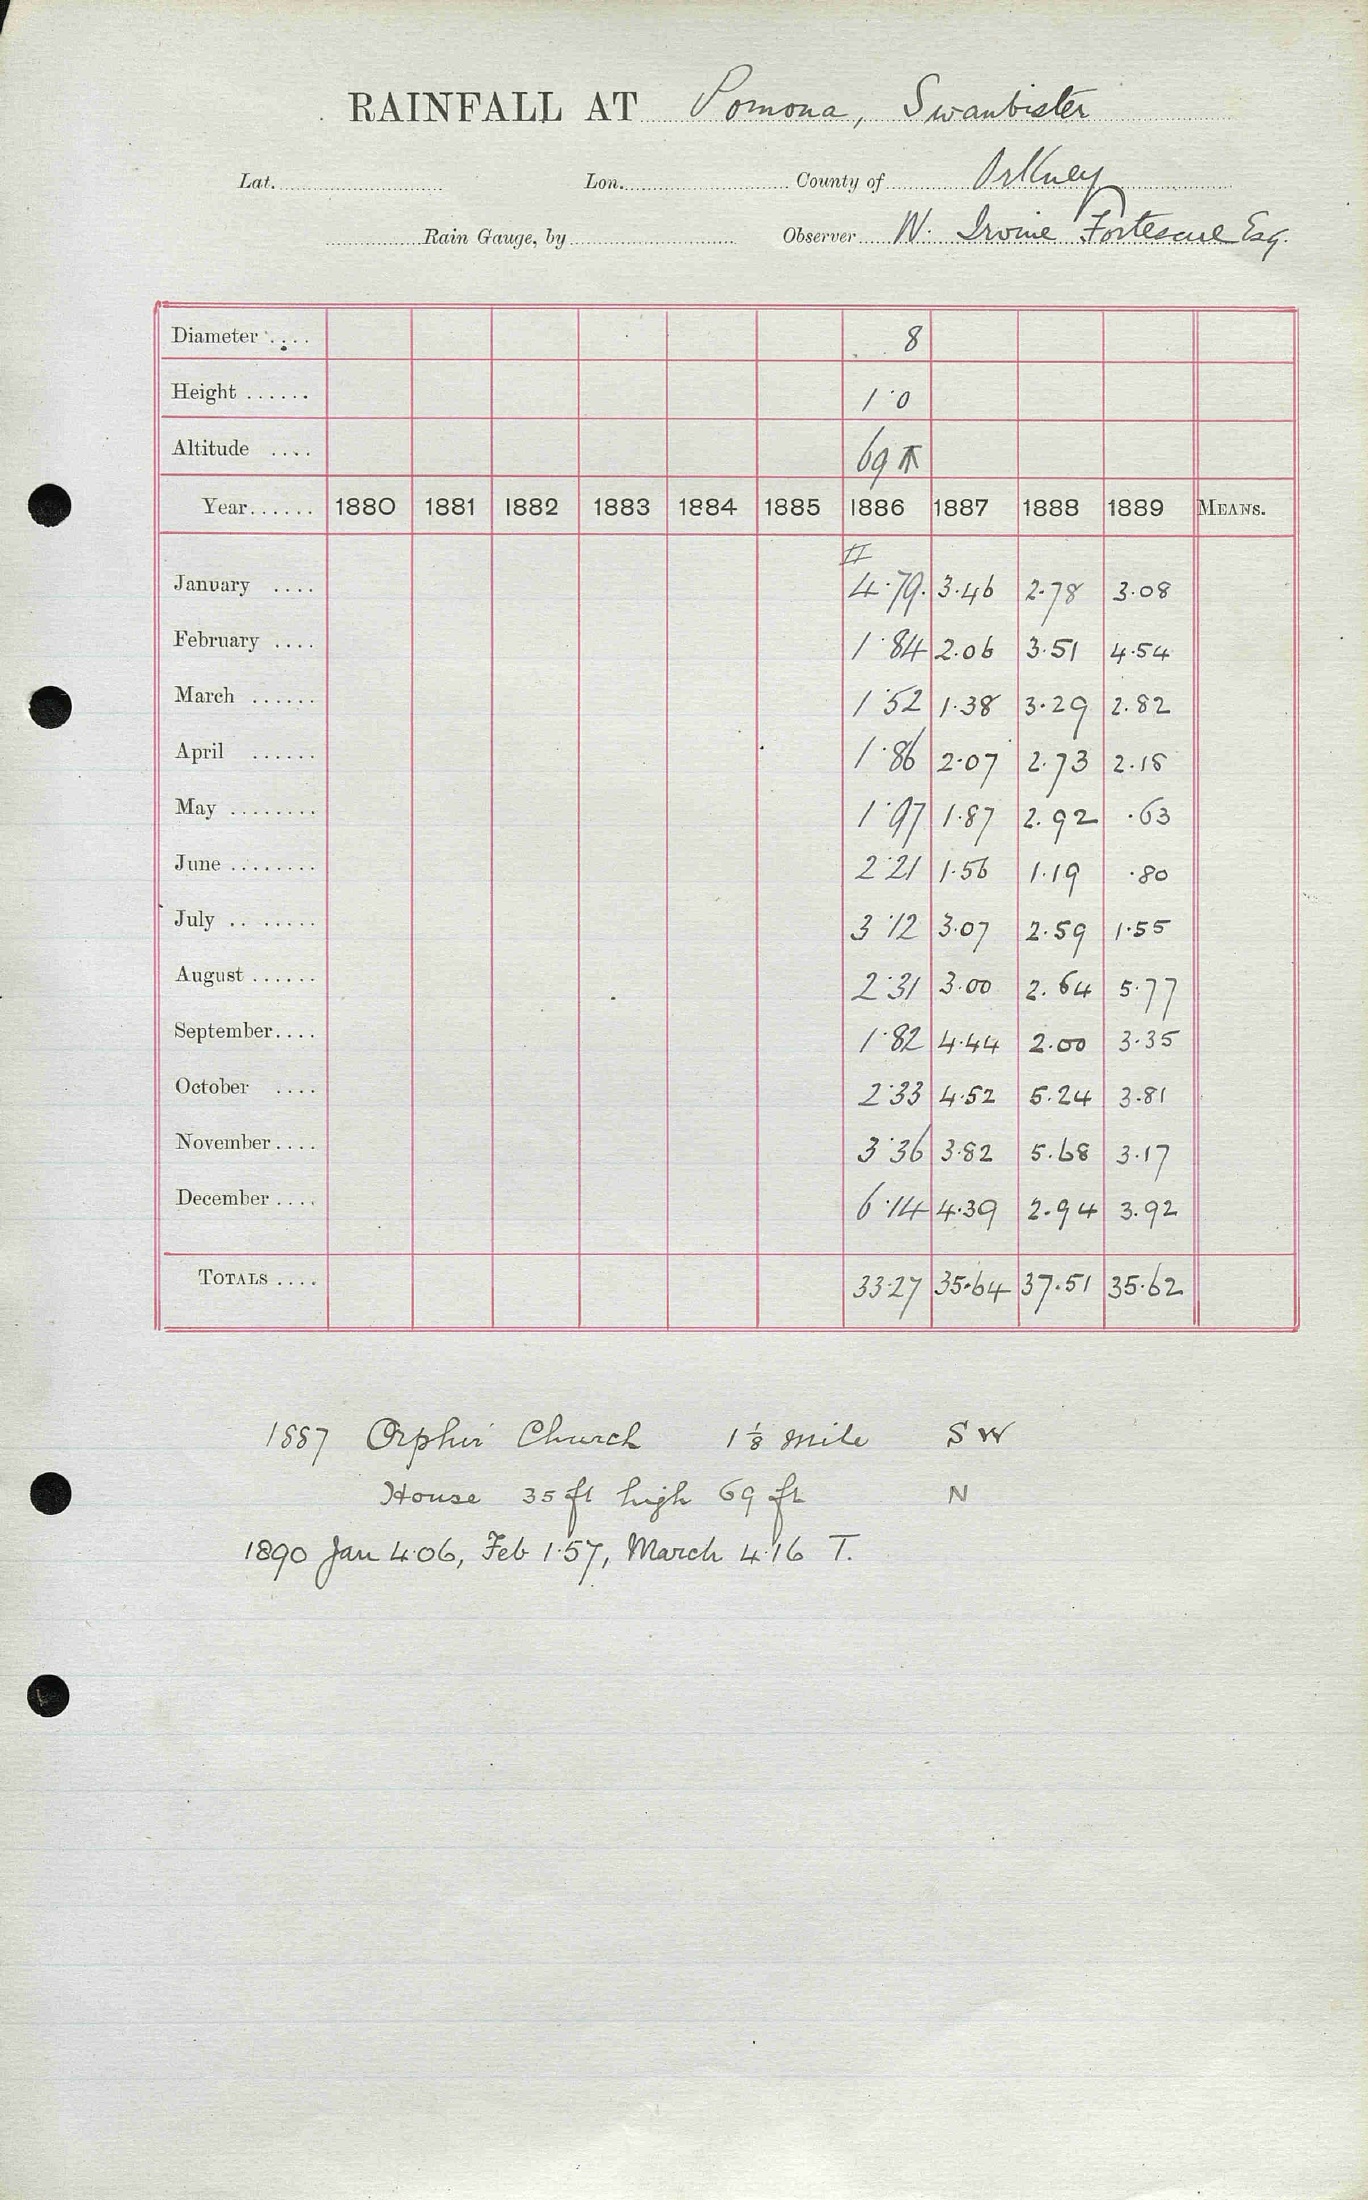 RAINFALL AT Pomona, Swanbister
Lat. Lon. County of Orkney
Rain Gauge, by Observer W. Irvine Fortescue Esq.
Diameter .... 8
Height ...... 1·0
Altitude .... 69
Year...... 1880 1881 1882 1883 1884 1885 1886 1887 1888 1889 MEANS.
II
January .... 4·79 3·46 2·78 3·08
February .... 1·84 2·06 3·51 4·54
March ...... 1·52 1·38 3·29 2·82
April ...... 1·86 2·07 2·73 2·18
May ........ 1·97 1·87 2·92 ·63
June ........ 2·21 1·56 1·19 ·80
July ........ 3·12 3·07 2·59 1·55
August ...... 2·31 3·00 2·64 5·77
September.... 1·82 4·44 2·00 3·35
October .... 2·33 4·52 5·24 3·81
November.... 3·36 3·82 5·68 3·17
December .... 6·14 4·39 2·94 3·92
TOTALS .... 33·27 35·64 37·51 35·62
1887 Orphir Church 1 1/8 mile SW
House 35 ft high 69 ft N
1890 Jan 4·06, Feb 1·57, March 4·16 T.